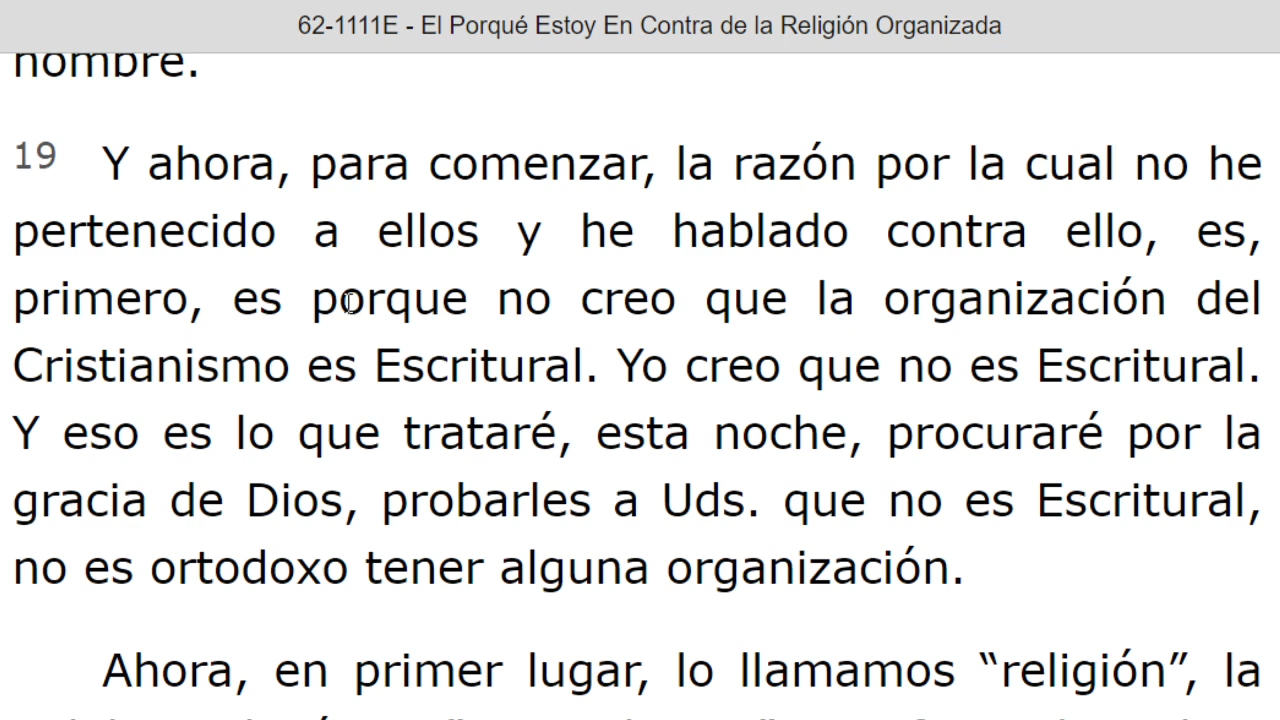 62-1111E - El Porqué Estoy En Contra de la Religión Organizada
nombre.
19 Y ahora, para comenzar, la razón por la cual no he
pertenecido a ellos y he hablado contra ello, es,
primero, es porque no creo que la organización del
Cristianismo es Escritural. Yo creo que no es Escritural.
Y eso es lo que trataré, esta noche, procuraré por la
gracia de Dios, probarles a Uds. que no es Escritural,
no es ortodoxo tener alguna organización.
Ahora, en primer lugar, lo llamamos “religión”, la